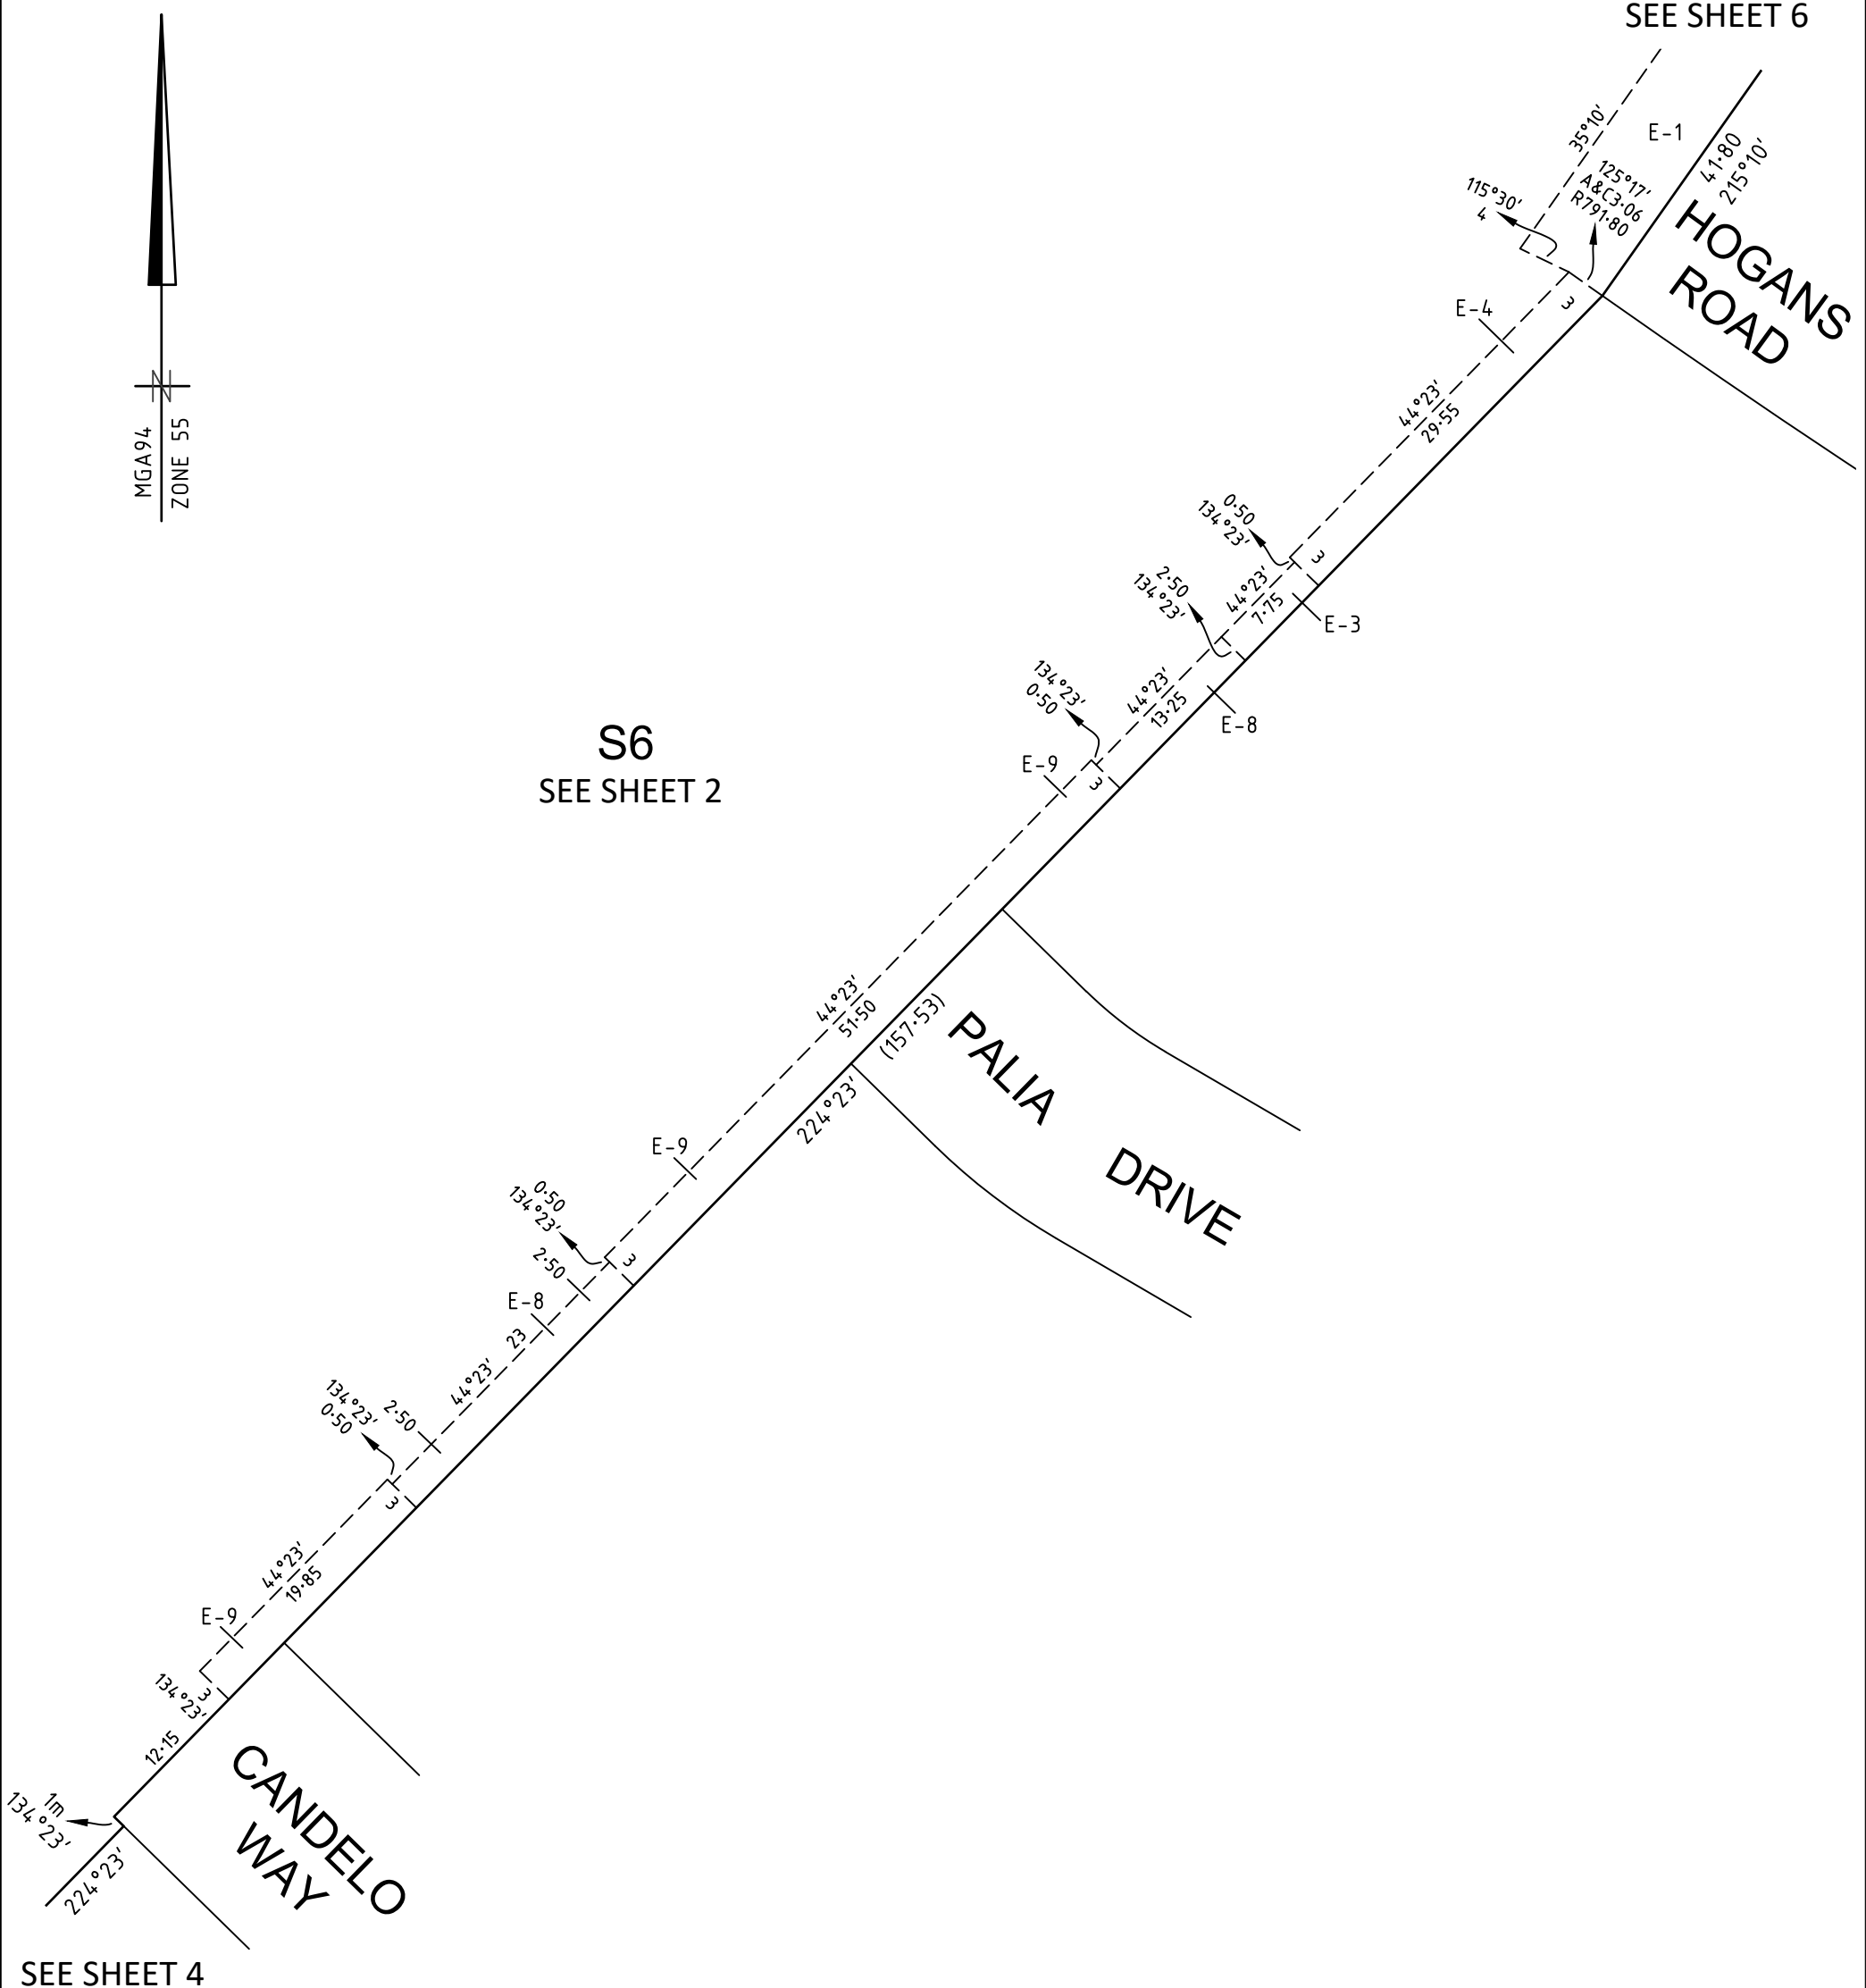 SEE SHEET 6
35°10'
E-1
41·80
215°10'
125°17'
A&C3·06
R791·80
115°30'
4
HOGANS
ROAD
3
E-4
44°23'
29·55
MGA94
ZONE 55
N
0·50
134°23'
3
2·50
134°23'
44°23'
7·75
E-3
134°23'
0·50
44°23'
13·25
E-8
E-9
3
S6
SEE SHEET 2
44°23'
51·50
(157·53)
224°23'
PALIA
DRIVE
E-9
0·50
134°23'
3
2·50
E-8
23
44°23'
134°23'
0·50
2·50
3
44°23'
19·85
E-9
134°23'
3
12·15
1m
134°23'
224°23'
CANDELO
WAY
SEE SHEET 4